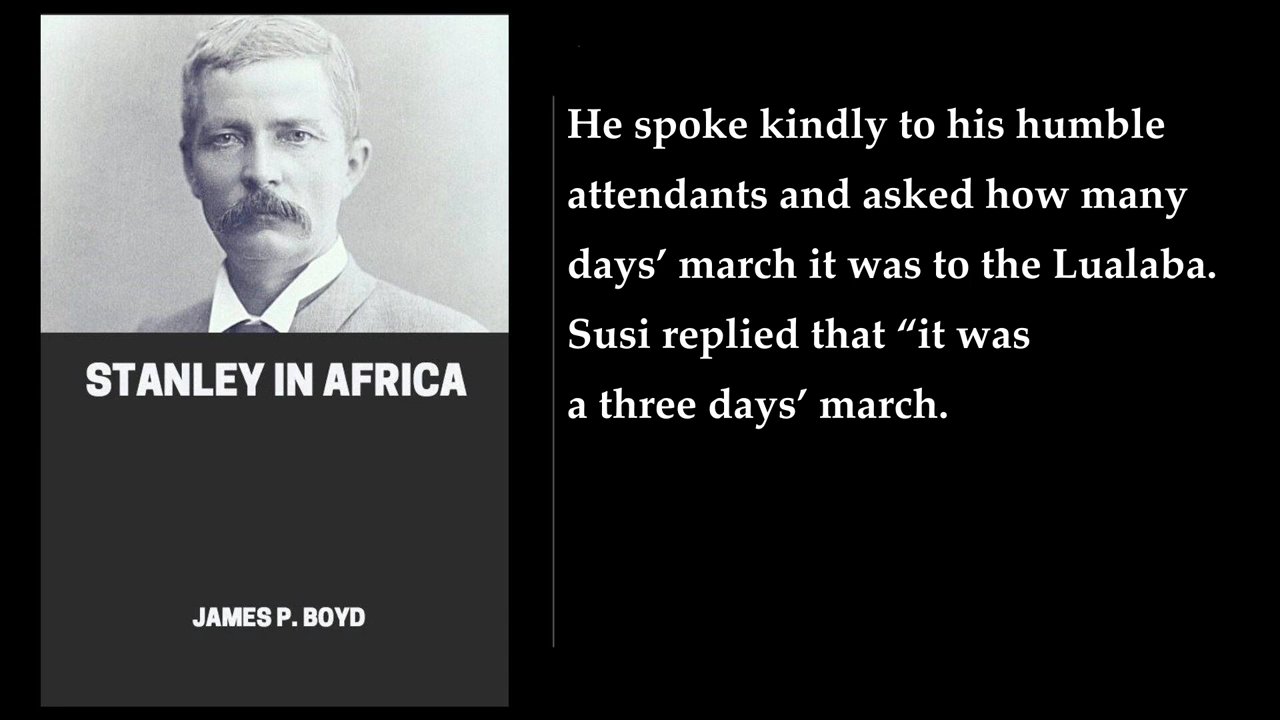 STANLEY IN AFRICA
JAMES P. BOYD
He spoke kindly to his humble
attendants and asked how many
days’ march it was to the Lualaba.
Susi replied that “it was
a three days’ march.